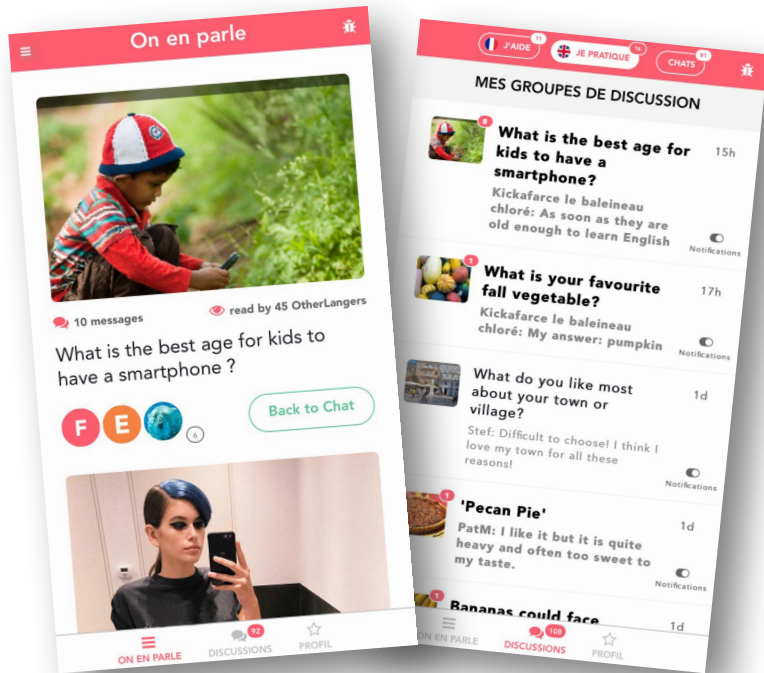 On en parle
10 messages
read by 45 OtherLangers
What is the best age for kids to
have a smartphone ?
F E
6
Back to Chat
ON EN PARLE
92
DISCUSSIONS
PROFIL
J'AIDE
11
JE PRATIQUE
16
CHATS
81
MES GROUPES DE DISCUSSION
8
What is the best age for
kids to have a
smartphone?
15h
Kickafarce le baleineau
chloré: As soon as they are
old enough to learn English
Notifications
1
What is your favourite
fall vegetable?
17h
Kickafarce le baleineau
chloré: My answer: pumpkin
Notifications
What do you like most
about your town or
village?
1d
Stef: Difficult to choose! I think I
love my town for all these
reasons!
Notifications
1
'Pecan Pie'
1d
PatM: I like it but it is quite
heavy and often too sweet to
my taste.
Notifications
1
Bananas could face
1d
ON EN PARLE
108
DISCUSSIONS
PROFIL